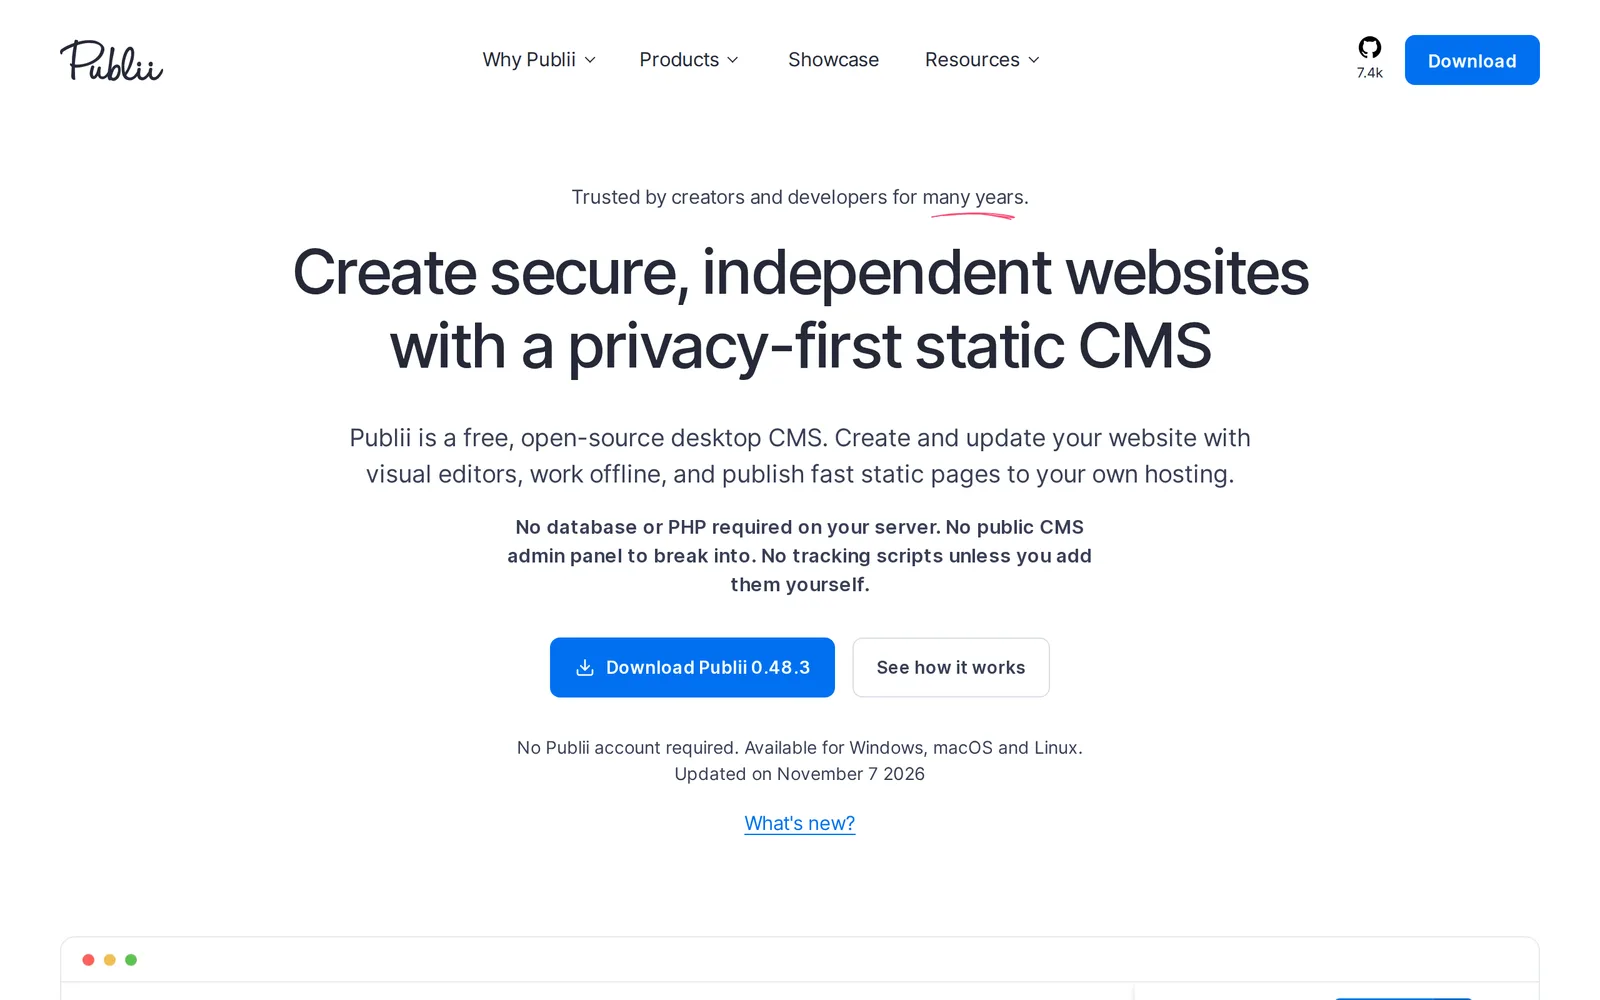 Publii
Why Publii
Products
Showcase
Resources
7.4k
Download
Trusted by creators and developers for many years.
Create secure, independent websites
with a privacy-first static CMS
Publii is a free, open-source desktop CMS. Create and update your website with
visual editors, work offline, and publish fast static pages to your own hosting.
No database or PHP required on your server. No public CMS
admin panel to break into. No tracking scripts unless you add
them yourself.
Download Publii 0.48.3
See how it works
No Publii account required. Available for Windows, macOS and Linux.
Updated on November 7 2026
What's new?